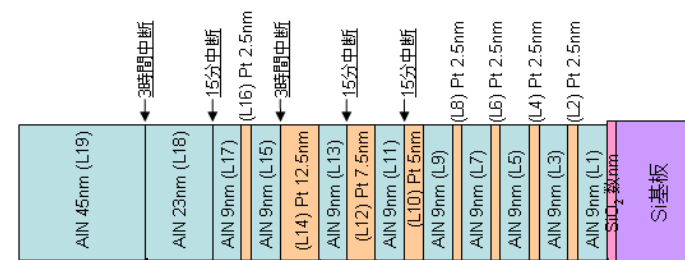 3時間中断
15分中断
(L16) Pt 2.5nm
3時間中断
15分中断
15分中断
(L8) Pt 2.5nm
(L6) Pt 2.5nm
(L4) Pt 2.5nm
(L2) Pt 2.5nm
AlN 45nm (L19)
AlN 23nm (L18)
AlN 9nm (L17)
AlN 9nm (L15)
(L14) Pt 12.5nm
AlN 9nm (L13)
(L12) Pt 7.5nm
AlN 9nm (L11)
(L10) Pt 5nm
AlN 9nm (L9)
AlN 9nm (L7)
AlN 9nm (L5)
AlN 9nm (L3)
AlN 9nm (L1)
SiO₂ 数nm
Si基板